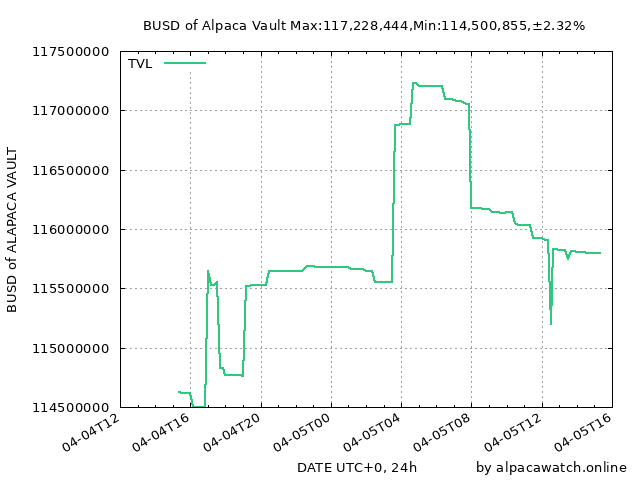 BUSD of Alpaca Vault Max:117,228,444,Min:114,500,855,±2.32%
117500000
TVL
117000000
116500000
116000000
115500000
115000000
114500000
BUSD of ALAPACA VAULT
04-04T12
04-04T16
04-04T20
04-05T00
04-05T04
04-05T08
04-05T12
04-05T16
DATE UTC+0, 24h
by alpacawatch.online